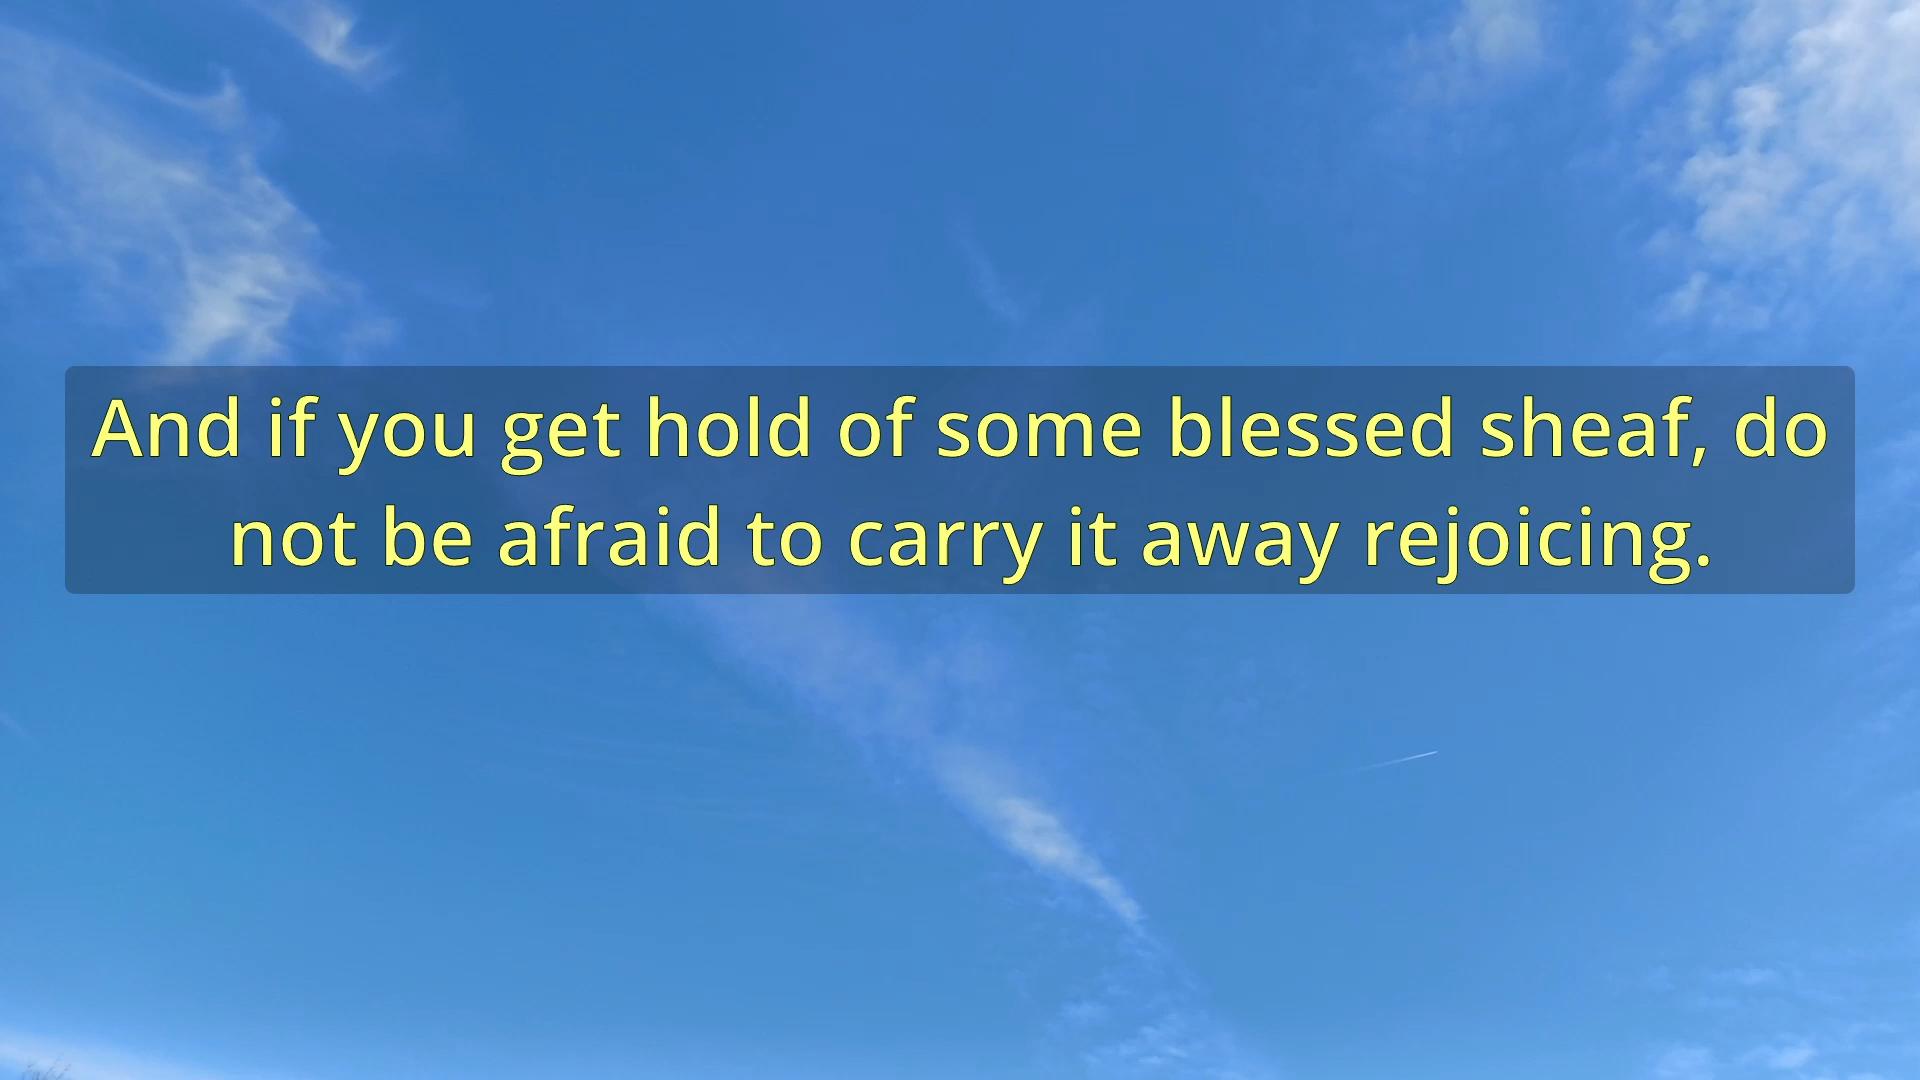 And if you get hold of some blessed sheaf, do
not be afraid to carry it away rejoicing.